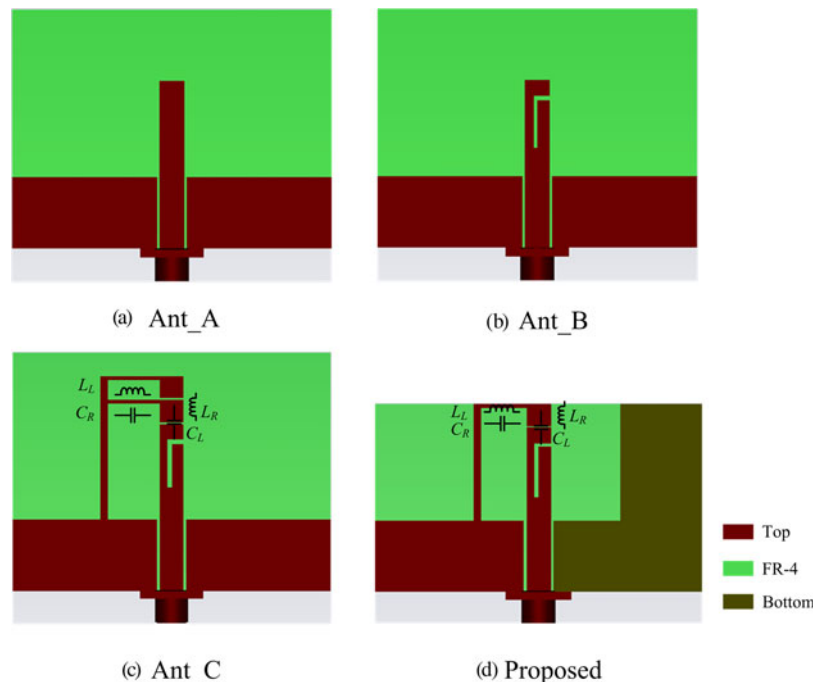 (a) Ant_A
(b) Ant_B
L_L
C_R
L_R
C_L
L_L
C_R
L_R
C_L
Top
FR-4
Bottom
(c) Ant_C
(d) Proposed